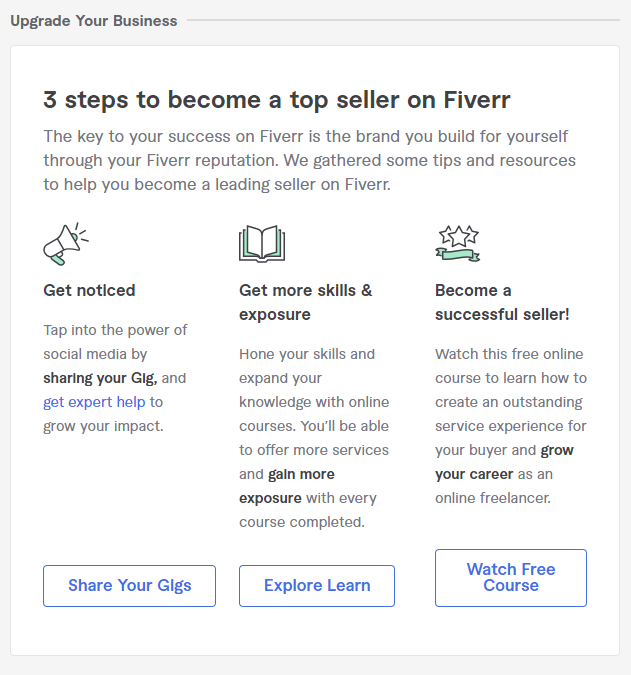 Upgrade Your Business
3 steps to become a top seller on Fiverr
The key to your success on Fiverr is the brand you build for yourself
through your Fiverr reputation. We gathered some tips and resources
to help you become a leading seller on Fiverr.
Get noticed
Tap into the power of
social media by
sharing your Gig, and
get expert help to
grow your impact.
Share Your Gigs
Get more skills &
exposure
Hone your skills and
expand your
knowledge with online
courses. You'll be able
to offer more services
and gain more
exposure with every
course completed.
Explore Learn
Become a
successful seller!
Watch this free online
course to learn how to
create an outstanding
service experience for
your buyer and grow
your career as an
online freelancer.
Watch Free
Course